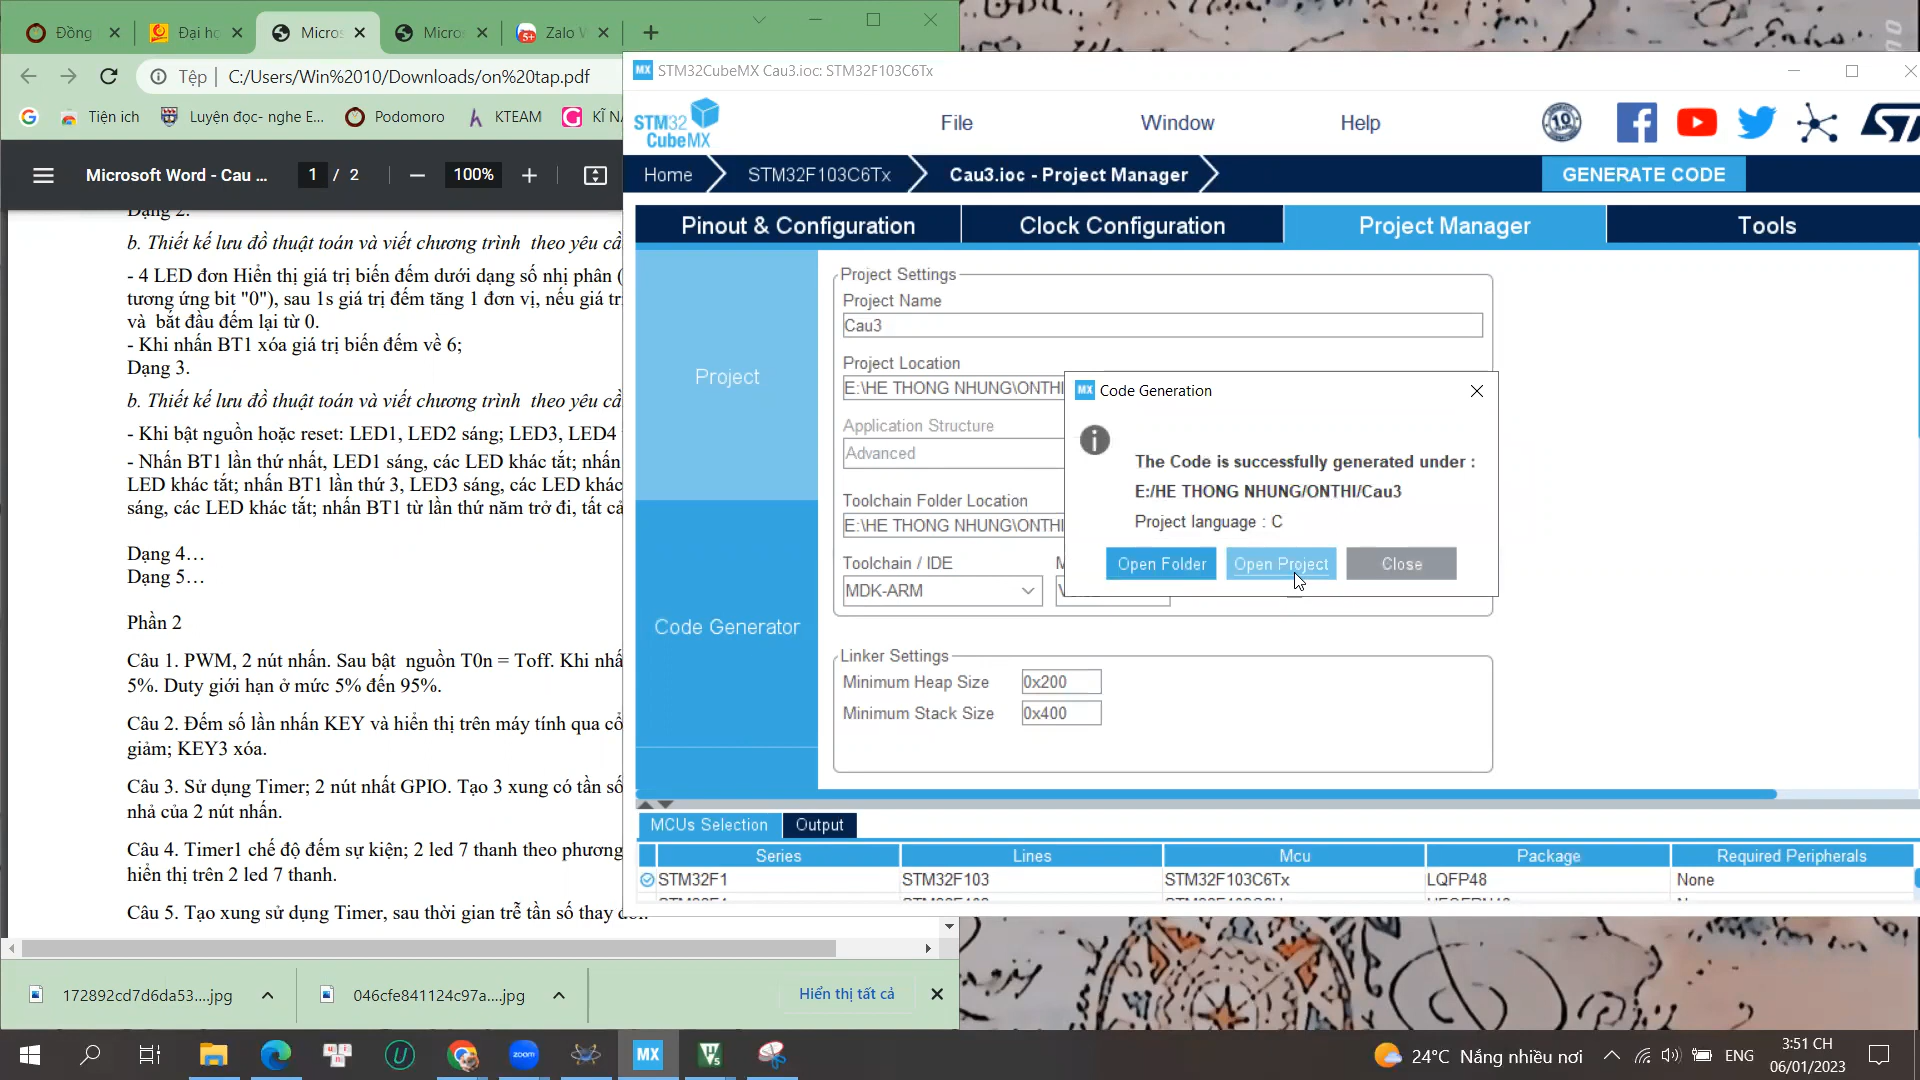 Đồng
Đại họ
Micros
Micros
Zalo W
Tệp | C:/Users/Win%2010/Downloads/on%20tap.pdf
Tiện ích
Luyện đọc- nghe E...
Podomoro
KTEAM
KĨ NĂ
Microsoft Word - Cau ...
1 / 2
100%
Dạng 2.
b. Thiết kế lưu đồ thuật toán và viết chương trình theo yêu cầ
- 4 LED đơn Hiển thị giá trị biến đếm dưới dạng số nhị phân (
tương ứng bit "0"), sau 1s giá trị đếm tăng 1 đơn vị, nếu giá tr
và bắt đầu đếm lại từ 0.
- Khi nhấn BT1 xóa giá trị biến đếm về 6;
Dạng 3.
b. Thiết kế lưu đồ thuật toán và viết chương trình theo yêu cầ
- Khi bật nguồn hoặc reset: LED1, LED2 sáng; LED3, LED4
- Nhấn BT1 lần thứ nhất, LED1 sáng, các LED khác tắt; nhấn
LED khác tắt; nhấn BT1 lần thứ 3, LED3 sáng, các LED khác
sáng, các LED khác tắt; nhấn BT1 từ lần thứ năm trở đi, tất cả
Dạng 4…
Dạng 5…
Phần 2
Câu 1. PWM, 2 nút nhấn. Sau bật nguồn T0n = Toff. Khi nhấ
5%. Duty giới hạn ở mức 5% đến 95%.
Câu 2. Đếm số lần nhấn KEY và hiển thị trên máy tính qua cổ
giảm; KEY3 xóa.
Câu 3. Sử dụng Timer; 2 nút nhất GPIO. Tạo 3 xung có tần số
nhả của 2 nút nhấn.
Câu 4. Timer1 chế độ đếm sự kiện; 2 led 7 thanh theo phương
hiển thị trên 2 led 7 thanh.
Câu 5. Tạo xung sử dụng Timer, sau thời gian trễ tần số thay đổi.
172892cd7d6da53....jpg
046cfe841124c97a....jpg
Hiển thị tất cả
MX STM32CubeMX Cau3.ioc: STM32F103C6Tx
STM32
CubeMX
File
Window
Help
10
ST
Home
STM32F103C6Tx
Cau3.ioc - Project Manager
GENERATE CODE
Pinout & Configuration
Clock Configuration
Project Manager
Tools
Project
Code Generator
Project Settings
Project Name
Cau3
Project Location
E:\HE THONG NHUNG\ONTHI
Application Structure
Advanced
Toolchain Folder Location
E:\HE THONG NHUNG\ONTHI
Toolchain / IDE
MDK-ARM
Linker Settings
Minimum Heap Size 0x200
Minimum Stack Size 0x400
MX Code Generation
The Code is successfully generated under :
E:/HE THONG NHUNG/ONTHI/Cau3
Project language : C
Open Folder
Open Project
Close
MCUs Selection
Output
Series Lines Mcu Package Required Peripherals
STM32F1 STM32F103 STM32F103C6Tx LQFP48 None
zoom
MX
24°C Nắng nhiều nơi
ENG
3:51 CH
06/01/2023